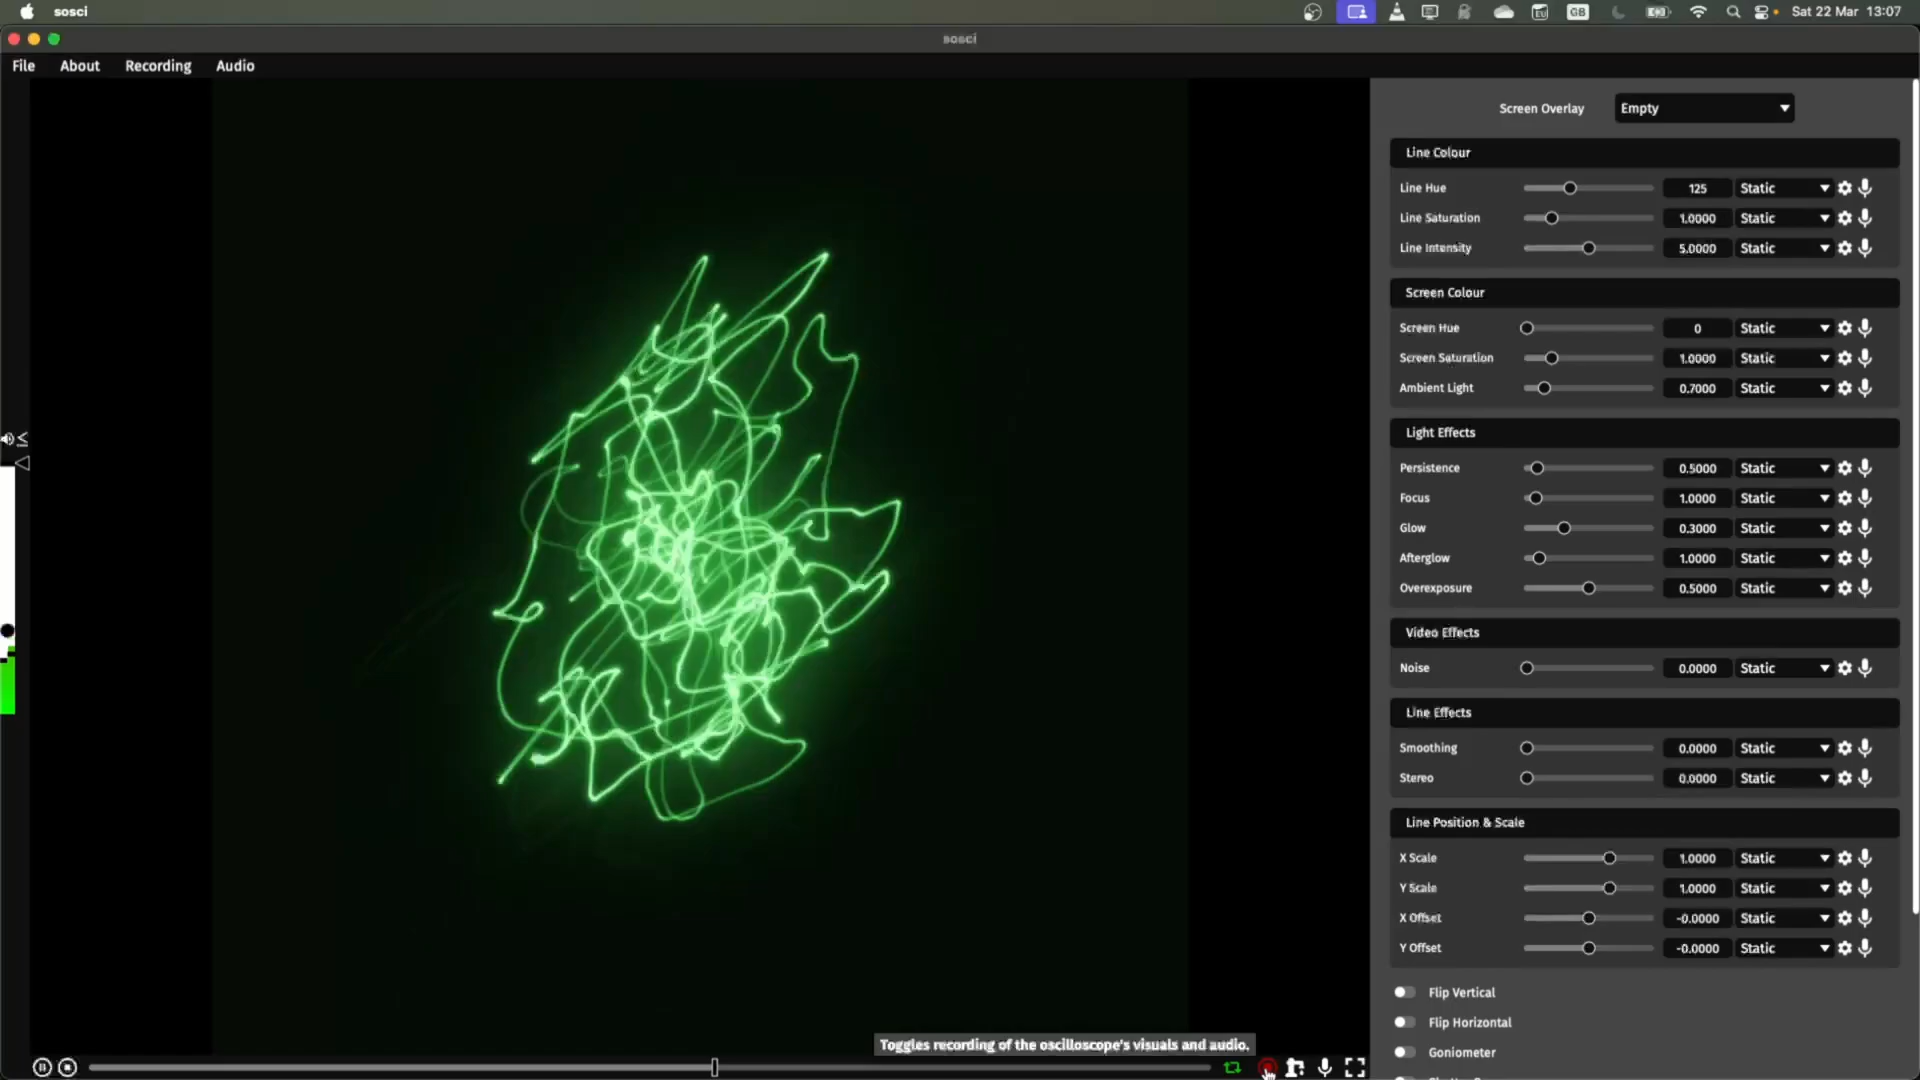 sosci
GB
Sat 22 Mar 13:07
sosci
File About Recording Audio
Screen Overlay Empty
Line Colour
Line Hue 125 Static
Line Saturation 1.0000 Static
Line Intensity 5.0000 Static
Screen Colour
Screen Hue 0 Static
Screen Saturation 1.0000 Static
Ambient Light 0.7000 Static
Light Effects
Persistence 0.5000 Static
Focus 1.0000 Static
Glow 0.3000 Static
Afterglow 1.0000 Static
Overexposure 0.5000 Static
Video Effects
Noise 0.0000 Static
Line Effects
Smoothing 0.0000 Static
Stereo 0.0000 Static
Line Position & Scale
X Scale 1.0000 Static
Y Scale 1.0000 Static
X Offset -0.0000 Static
Y Offset -0.0000 Static
Flip Vertical
Flip Horizontal
Goniometer
Toggles recording of the oscilloscope's visuals and audio.